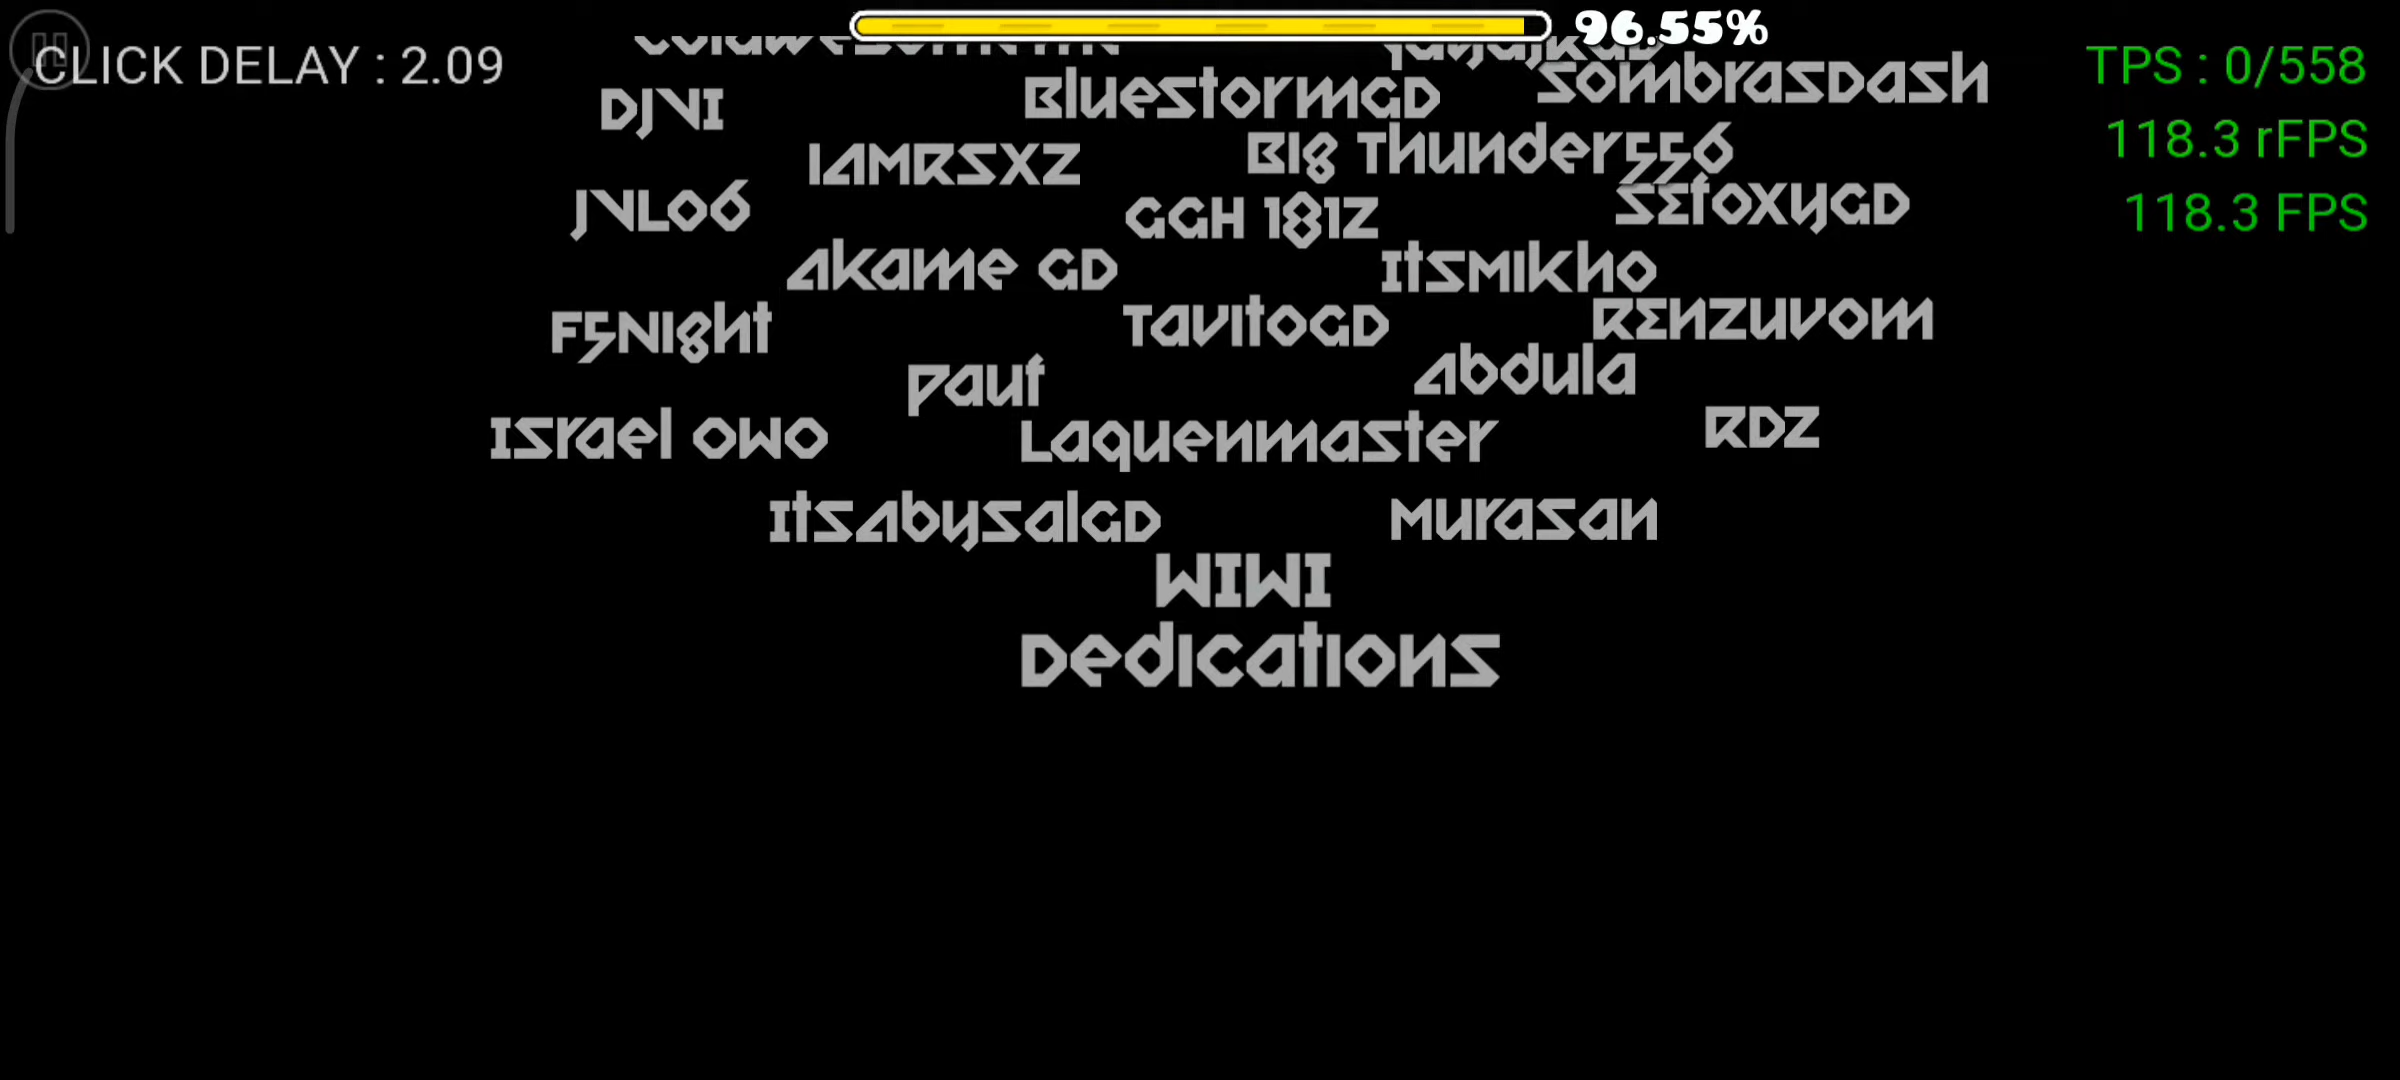 96.55%
CLICK DELAY : 2.09
TPS : 0/558
SombrasDash
BluestormGD
DJVI
118.3 rFPS
Big Thunder556
IAMRSXZ
SEfoxyGD
JVL06
GGH 181Z
118.3 FPS
Akame GD
ItsMikho
RENZUVOM
F5Night
TavitoGD
Abdula
Pauf
RDZ
Israel OwO
Laquenmaster
ItsAbysalGD
Murasan
WIWI
Dedications